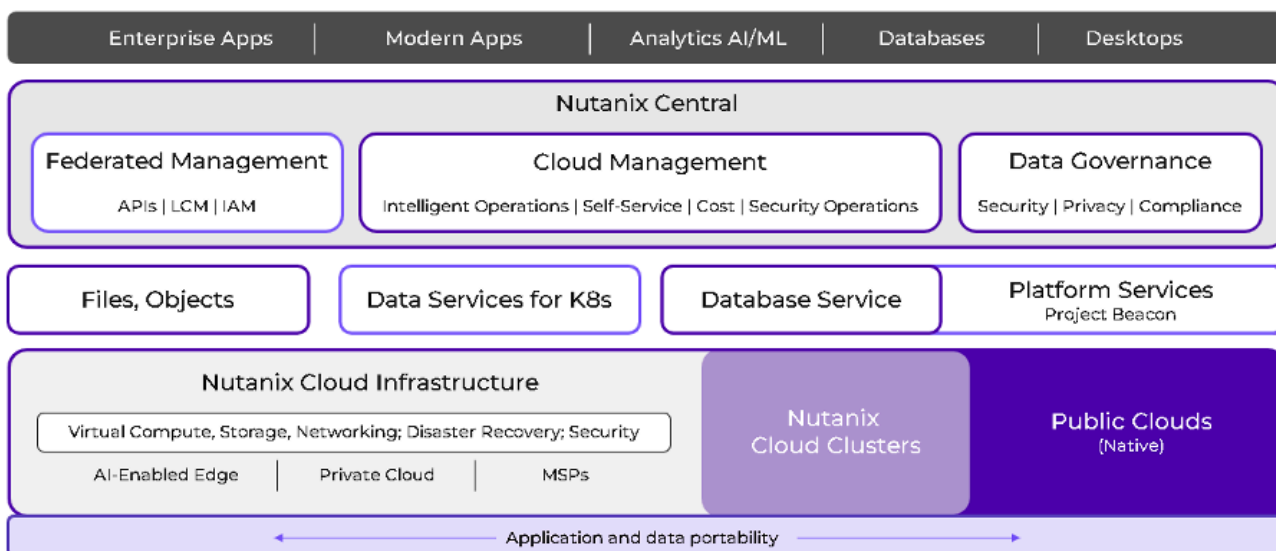 Enterprise Apps | Modern Apps | Analytics AI/ML | Databases | Desktops
Nutanix Central
Federated Management
APIs | LCM | IAM
Cloud Management
Intelligent Operations | Self-Service | Cost | Security Operations
Data Governance
Security | Privacy | Compliance
Files, Objects
Data Services for K8s
Database Service
Platform Services
Project Beacon
Nutanix Cloud Infrastructure
Virtual Compute, Storage, Networking; Disaster Recovery; Security
AI-Enabled Edge | Private Cloud | MSPs
Nutanix
Cloud Clusters
Public Clouds
(Native)
Application and data portability